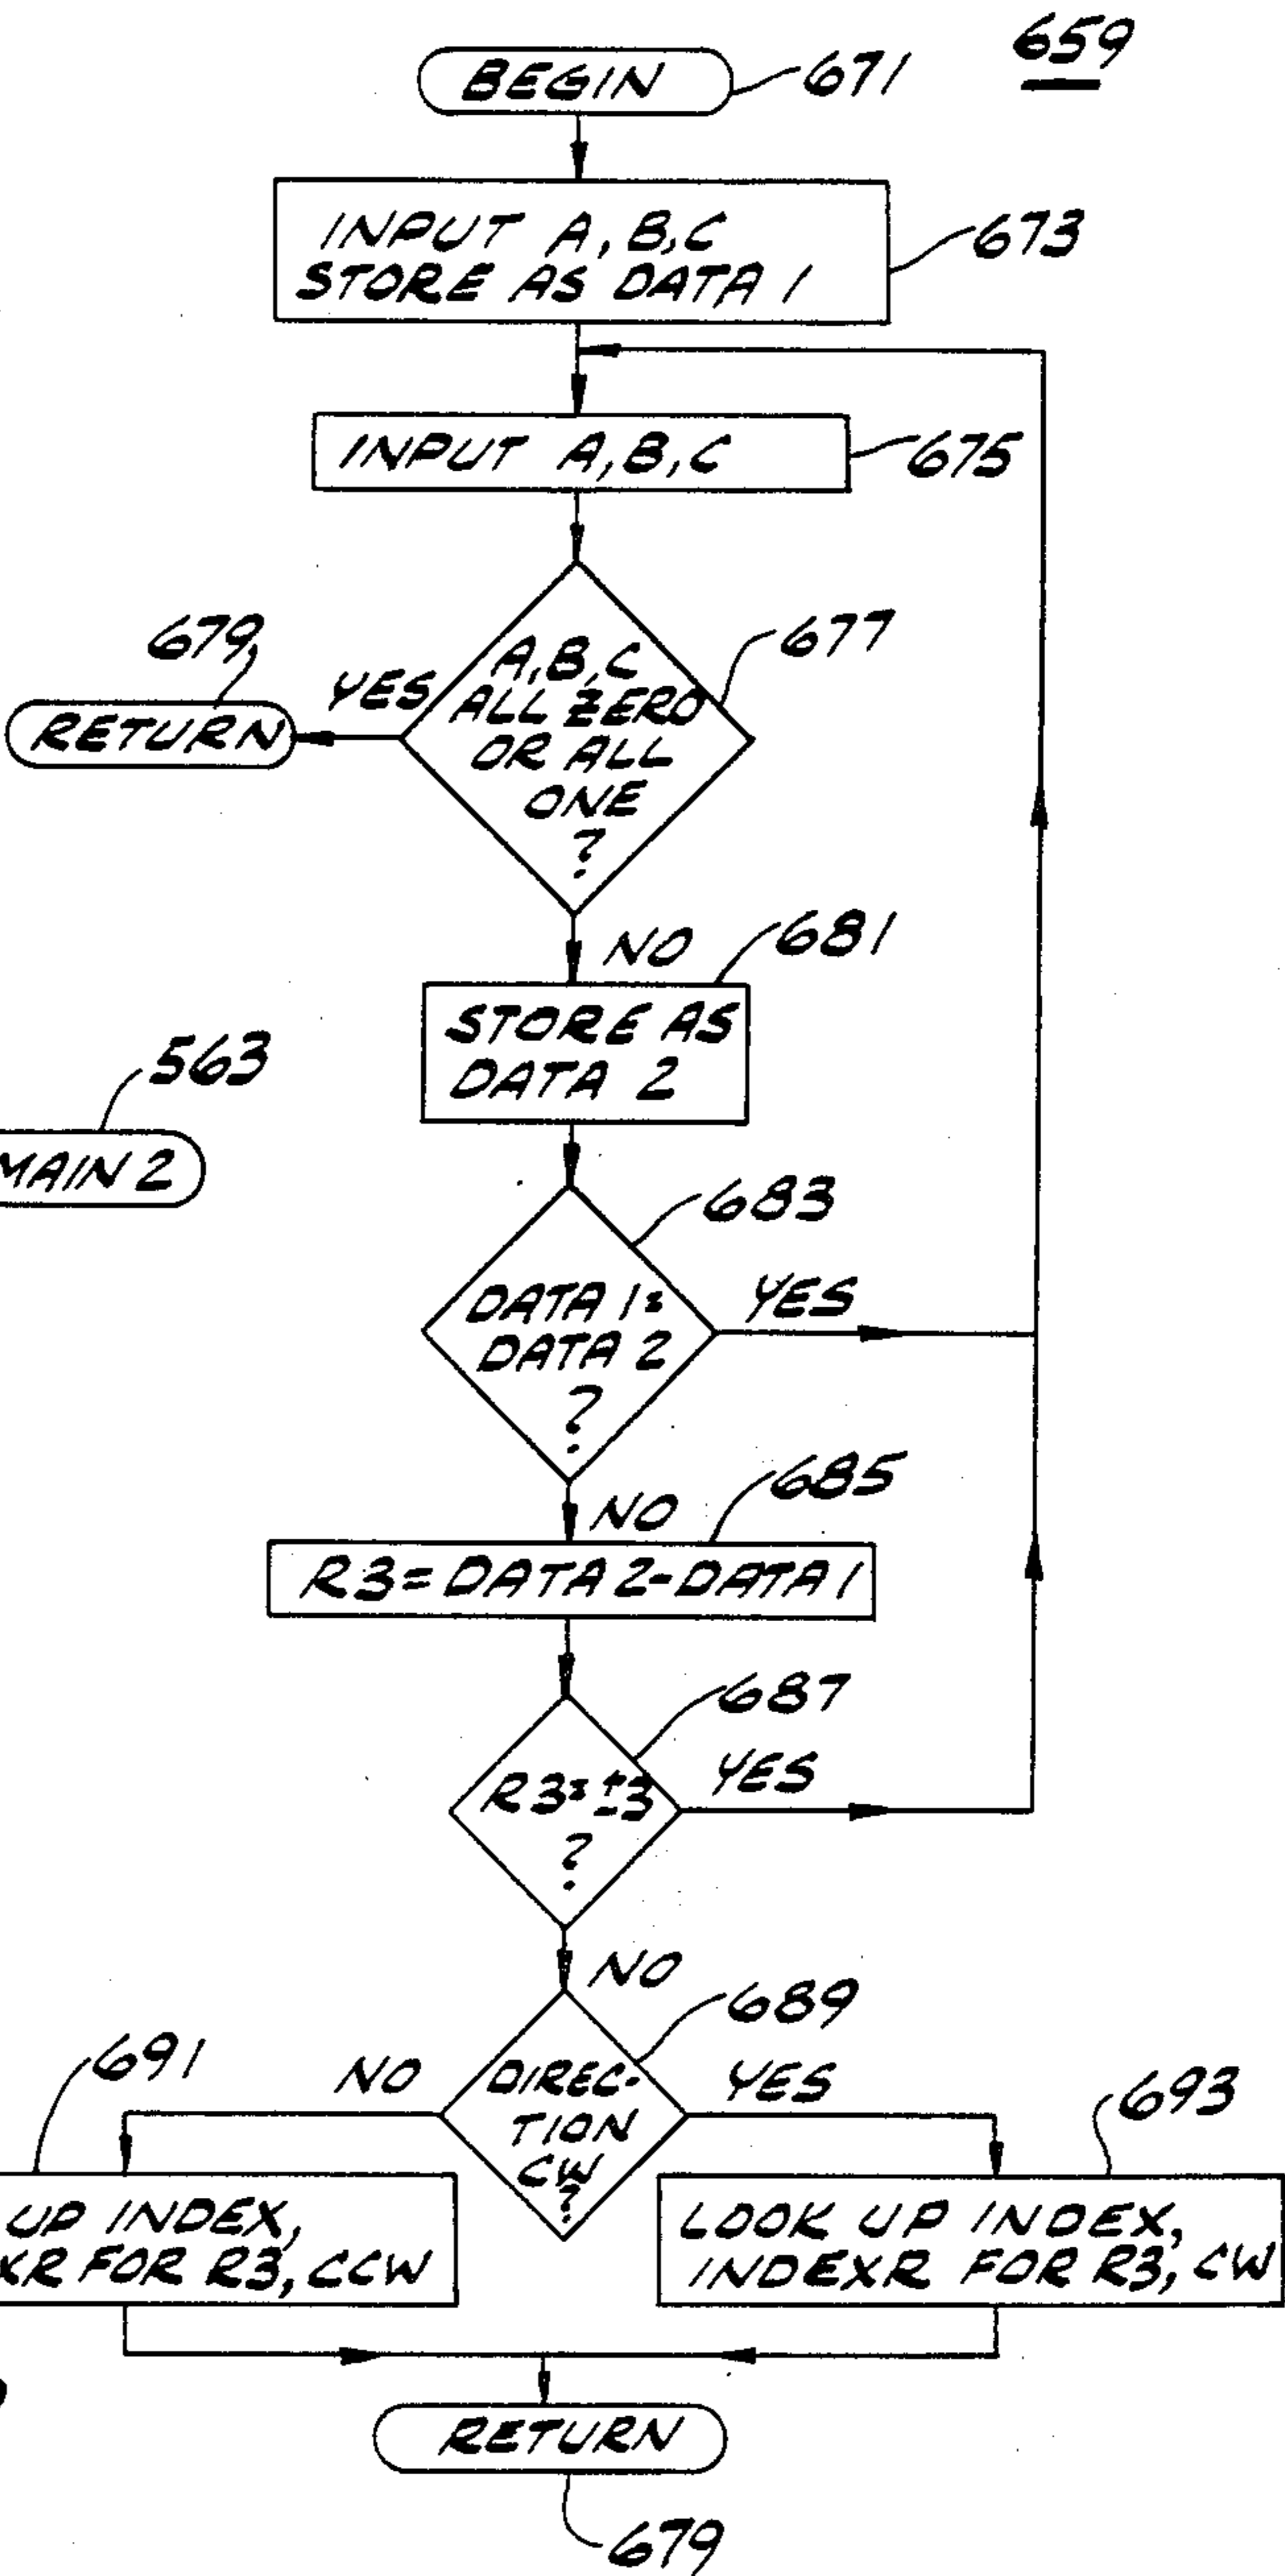 659
BEGIN
671
INPUT A, B, C
STORE AS DATA 1
673
INPUT A, B, C
675
A, B, C
ALL ZERO
OR ALL
ONE
?
677
YES
679
RETURN
NO
681
STORE AS
DATA 2
563
MAIN 2
683
DATA 1=
DATA 2
?
YES
NO
685
R3=DATA 2-DATA 1
687
R3=±3
?
YES
NO
689
DIREC-
TION
CW
?
NO
YES
691
UP INDEX,
XR FOR R3, CCW
693
LOOK UP INDEX,
INDEXR FOR R3, CW
RETURN
679